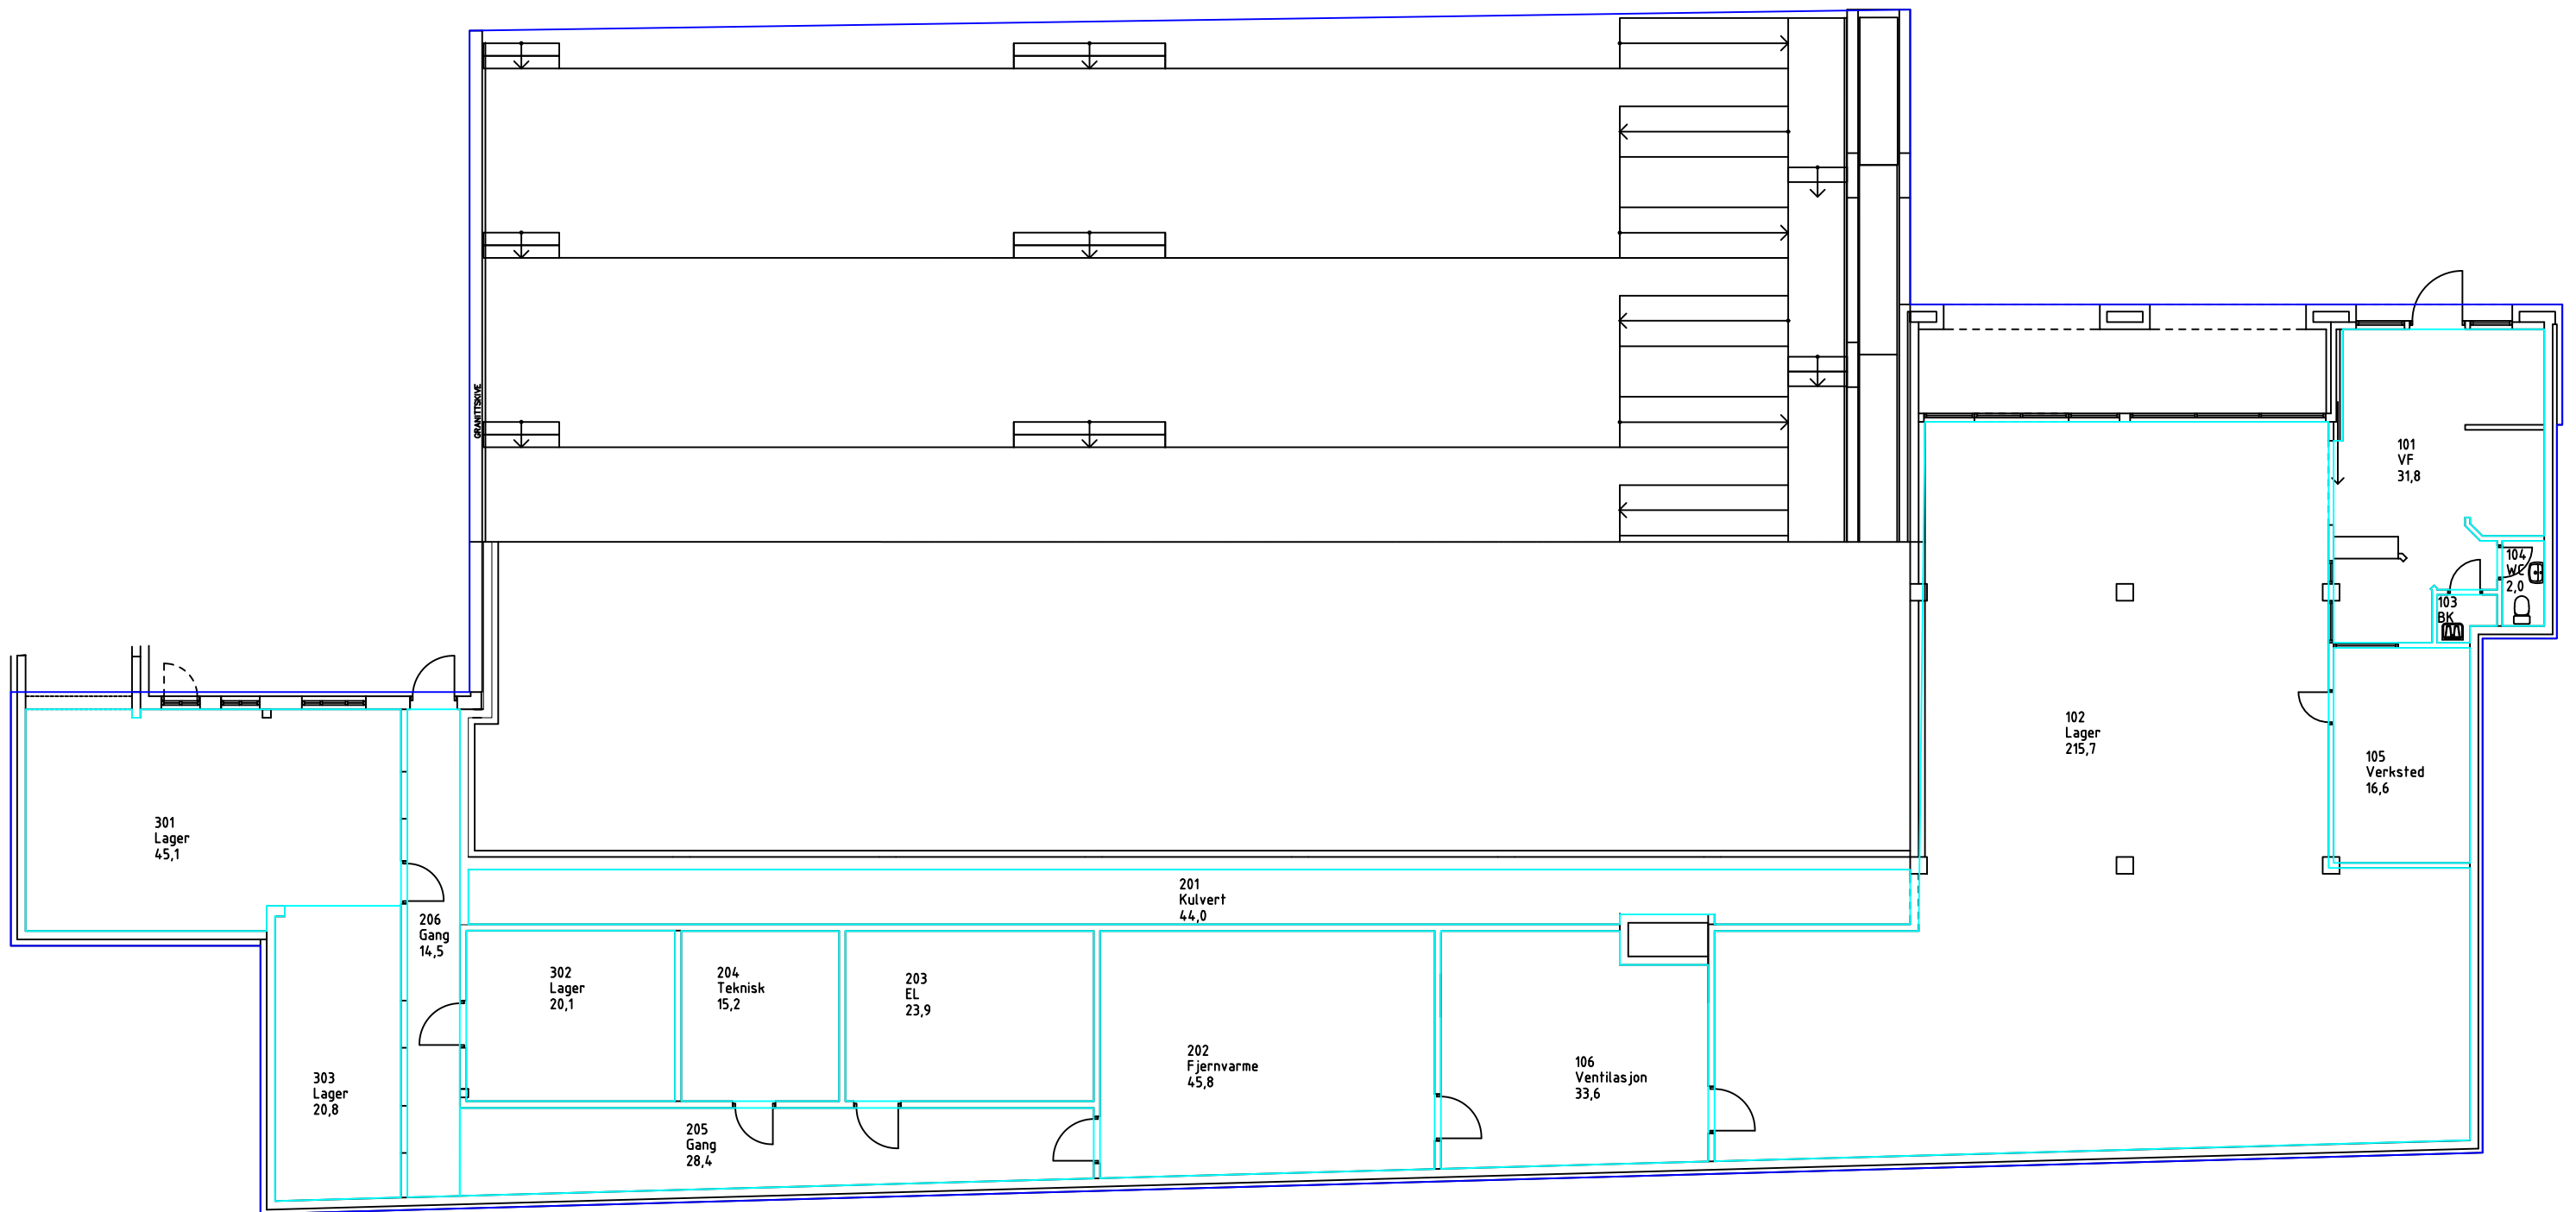 GRANITTSKIVE
101
VF
31,8
104
WC
2,0
103
BK
102
Lager
215,7
105
Verksted
16,6
301
Lager
45,1
201
Kulvert
44,0
206
Gang
14,5
302
Lager
20,1
204
Teknisk
15,2
203
EL
23,9
202
Fjernvarme
45,8
106
Ventilasjon
33,6
303
Lager
20,8
205
Gang
28,4